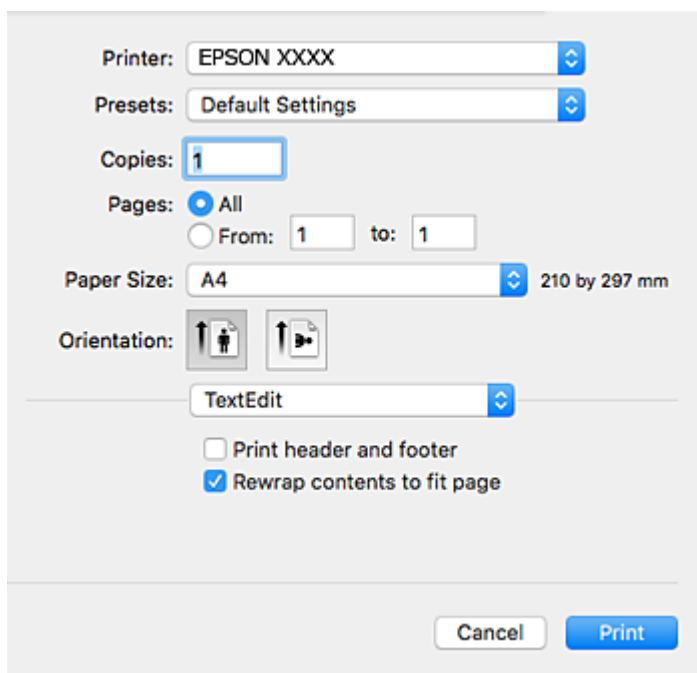 Printer: EPSON XXXX
Presets: Default Settings
Copies: 1
Pages: All
From: 1 to: 1
Paper Size: A4 210 by 297 mm
Orientation:
TextEdit
Print header and footer
Rewrap contents to fit page
Cancel Print